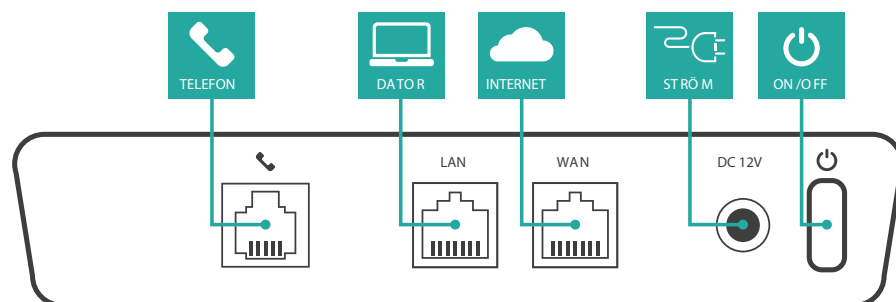 TELEFON
DATOR
INTERNET
STRÖM
ON/OFF
LAN
WAN
DC 12V